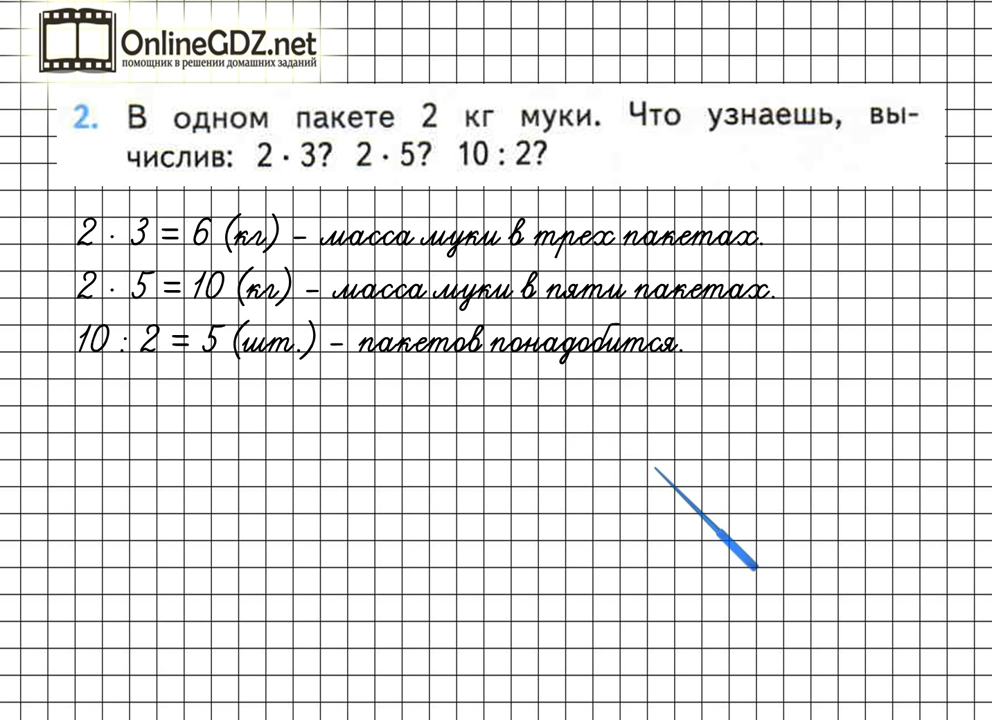 OnlineGDZ.net
помощник в решении домашних заданий
2. В одном пакете 2 кг муки. Что узнаешь, вы-
числив: 2 · 3? 2 · 5? 10 : 2?
2 · 3 = 6 (кг) – масса муки в трех пакетах.
2 · 5 = 10 (кг) – масса муки в пяти пакетах.
10 : 2 = 5 (шт.) – пакетов понадобится.